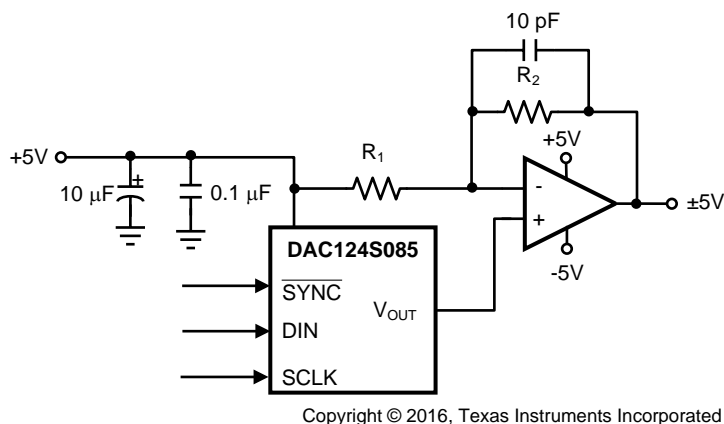 10 pF
R2
+5V
R1
+5V
10 μF
+
0.1 μF
-
+
±5V
-5V
DAC124S085
SYNC
VOUT
DIN
SCLK
Copyright © 2016, Texas Instruments Incorporated